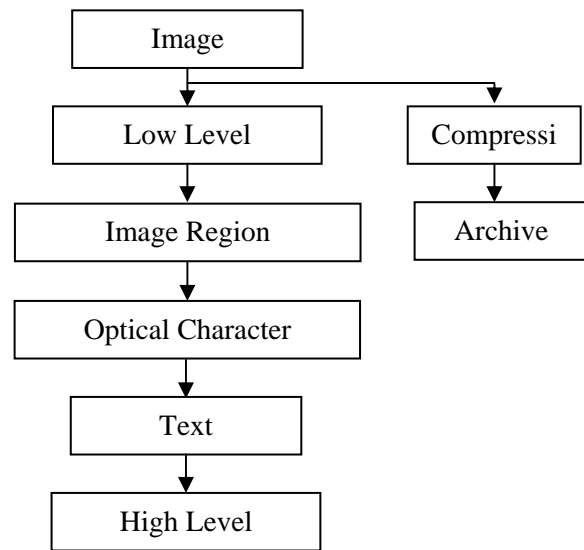 Image
Low Level
Compressi
Image Region
Archive
Optical Character
Text
High Level